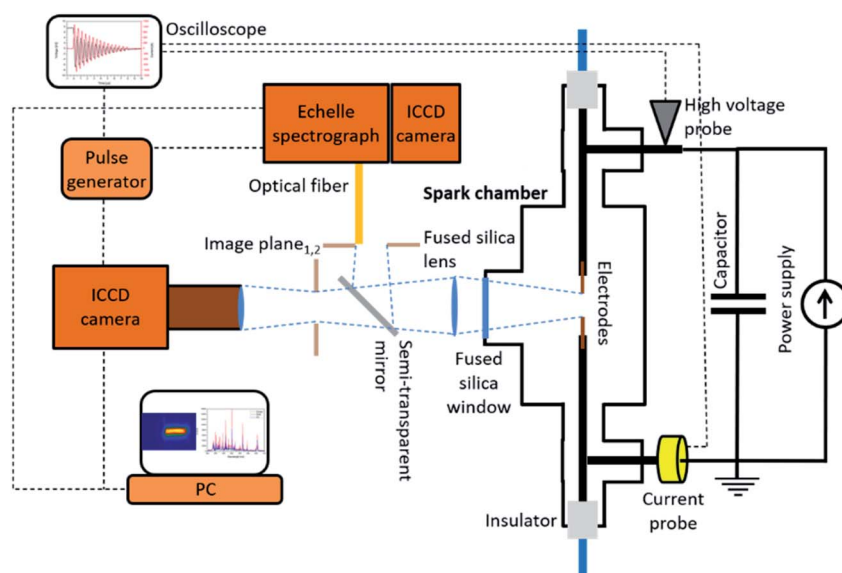 Oscilloscope
Echelle
spectrograph
ICCD
camera
High voltage
probe
Pulse
generator
Optical fiber
Spark chamber
Image plane1,2
Fused silica
lens
ICCD
camera
Electrodes
Capacitor
Power supply
Semi-transparent
mirror
Fused
silica
window
PC
Insulator
Current
probe